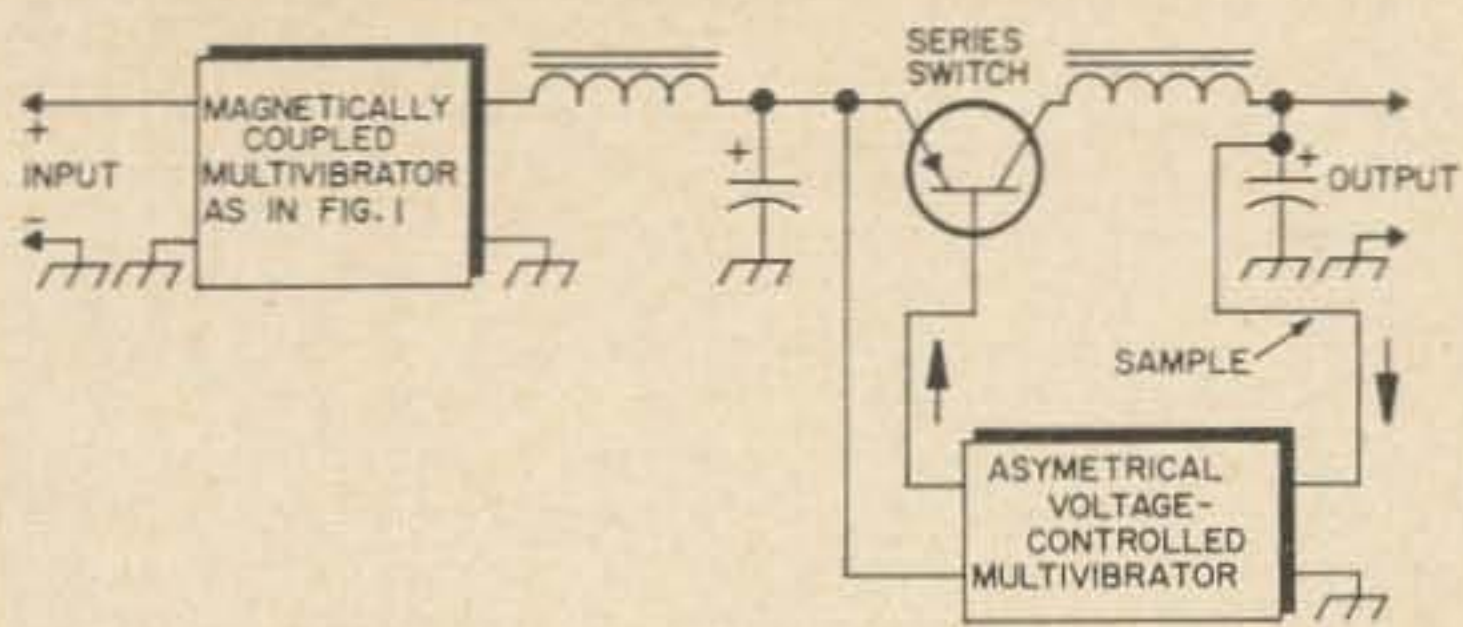 SERIES
SWITCH
MAGNETICALLY
COUPLED
MULTIVIBRATOR
AS IN FIG. 1
+
INPUT
−
+
+
OUTPUT
SAMPLE
ASYMETRICAL
VOLTAGE-
CONTROLLED
MULTIVIBRATOR